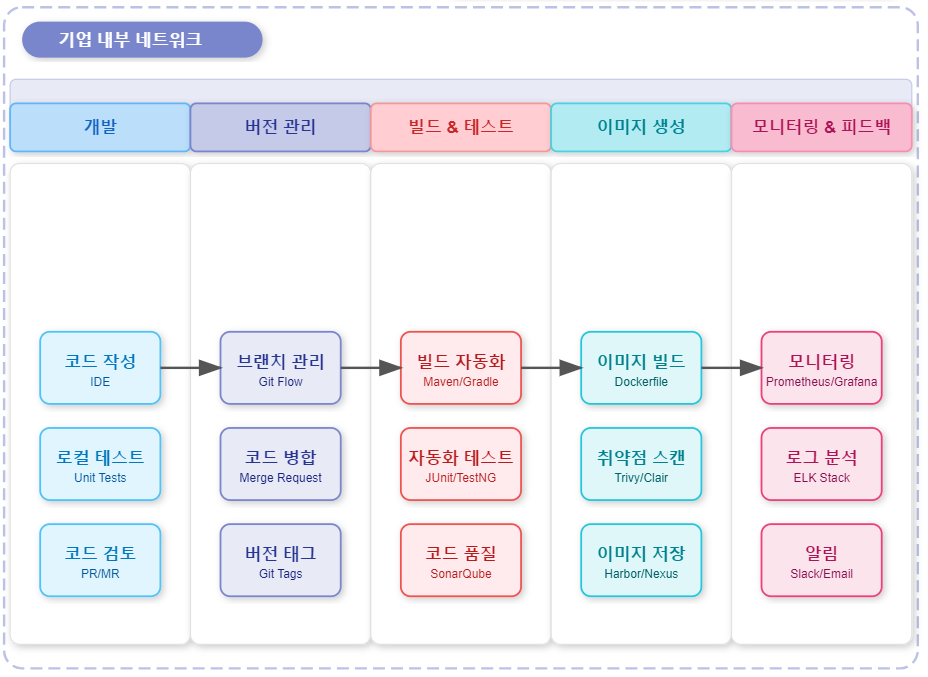 기업 내부 네트워크
개발
버전 관리
빌드 & 테스트
이미지 생성
모니터링 & 피드백
코드 작성
IDE
브랜치 관리
Git Flow
빌드 자동화
Maven/Gradle
이미지 빌드
Dockerfile
모니터링
Prometheus/Grafana
로컬 테스트
Unit Tests
코드 병합
Merge Request
자동화 테스트
JUnit/TestNG
취약점 스캔
Trivy/Clair
로그 분석
ELK Stack
코드 검토
PR/MR
버전 태그
Git Tags
코드 품질
SonarQube
이미지 저장
Harbor/Nexus
알림
Slack/Email